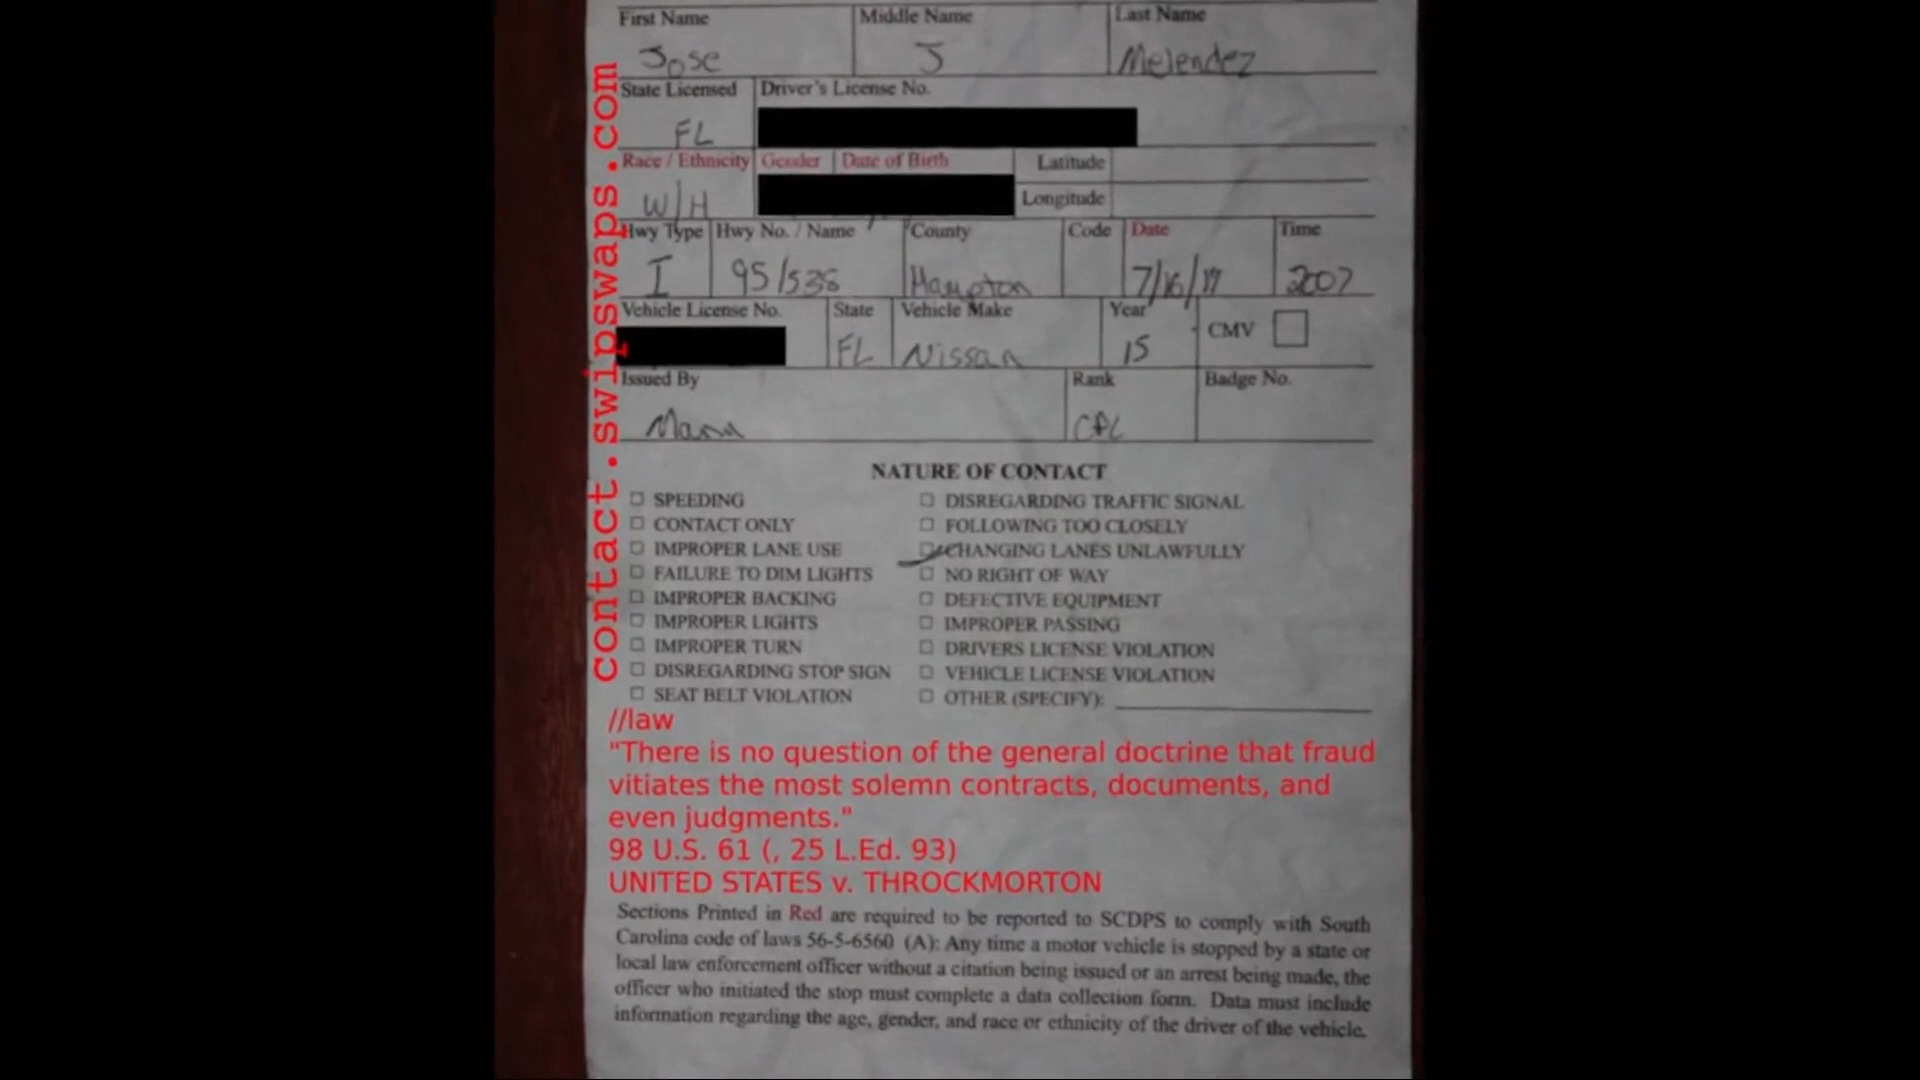 First Name Middle Name Last Name
Jose J Melendez
State Licensed Driver's License No.
FL
Race / Ethnicity Gender Date of Birth Latitude
W/H Longitude
Hwy Type Hwy No. / Name County Code Date Time
I 95/S38 Hampton 7/16/17 2007
Vehicle License No. State Vehicle Make Year CMV
FL Nissan 15
Issued By Rank Badge No.
Mann CPL
NATURE OF CONTACT
SPEEDING DISREGARDING TRAFFIC SIGNAL
CONTACT ONLY FOLLOWING TOO CLOSELY
IMPROPER LANE USE CHANGING LANES UNLAWFULLY
FAILURE TO DIM LIGHTS NO RIGHT OF WAY
IMPROPER BACKING DEFECTIVE EQUIPMENT
IMPROPER LIGHTS IMPROPER PASSING
IMPROPER TURN DRIVERS LICENSE VIOLATION
DISREGARDING STOP SIGN VEHICLE LICENSE VIOLATION
SEAT BELT VIOLATION OTHER (SPECIFY):
contact.swipswaps.com
//law
"There is no question of the general doctrine that fraud
vitiates the most solemn contracts, documents, and
even judgments."
98 U.S. 61 (, 25 L.Ed. 93)
UNITED STATES v. THROCKMORTON
Sections Printed in Red are required to be reported to SCDPS to comply with South
Carolina code of laws 56-5-6560 (A): Any time a motor vehicle is stopped by a state or
local law enforcement officer without a citation being issued or an arrest being made, the
officer who initiated the stop must complete a data collection form. Data must include
information regarding the age, gender, and race or ethnicity of the driver of the vehicle.